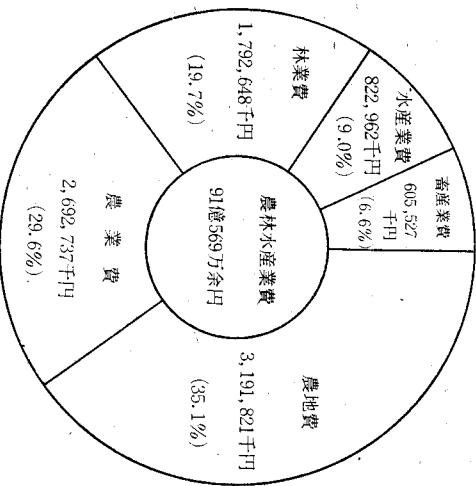 農林水産業費
91億569万余円
農地費
3,191,821千円
(35.1%)
農業費
2,692,737千円
(29.6%)
林業費
1,792,648千円
(19.7%)
水産業費
822,962千円
(9.0%)
畜産業費
605,527
千円
(6.6%)